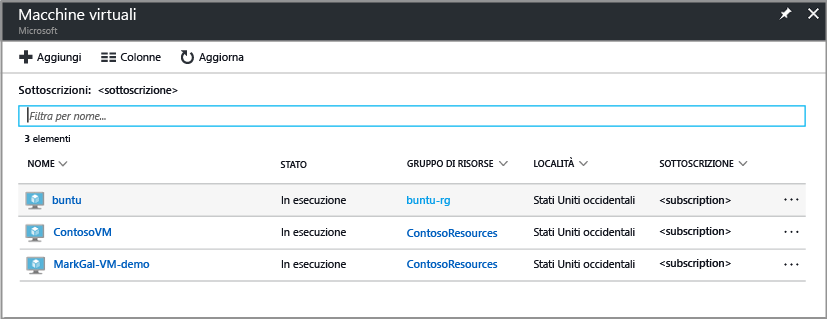 Macchine virtuali
Microsoft
Aggiungi Colonne Aggiorna
Sottoscrizioni: <sottoscrizione>
Filtra per nome...
3 elementi
NOME STATO GRUPPO DI RISORSE LOCALITÀ SOTTOSCRIZIONE
buntu In esecuzione buntu-rg Stati Uniti occidentali <subscription> ...
ContosoVM In esecuzione ContosoResources Stati Uniti occidentali <subscription> ...
MarkGal-VM-demo In esecuzione ContosoResources Stati Uniti occidentali <subscription> ...